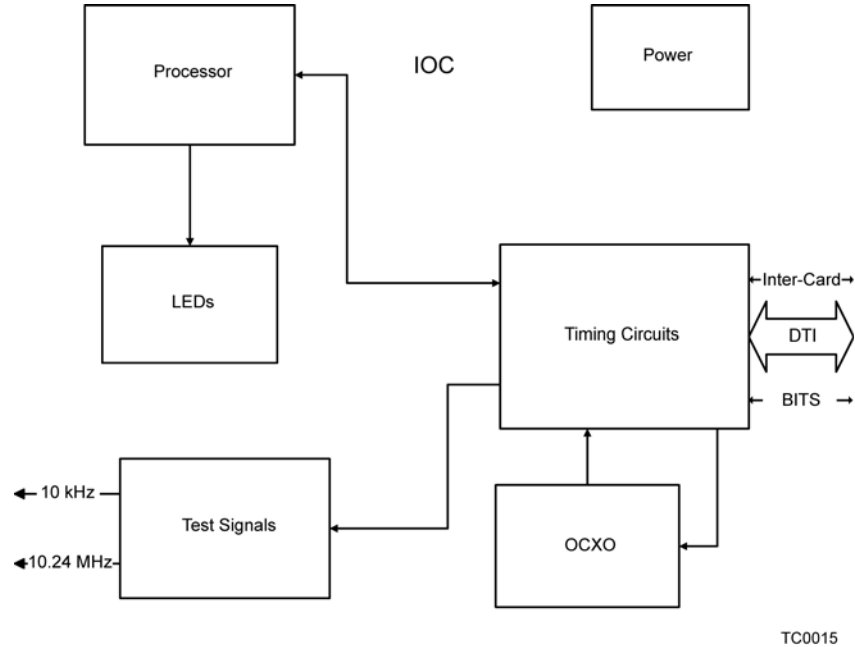 Processor
IOC
Power
LEDs
Timing Circuits
Inter-Card
DTI
BITS
10 kHz
Test Signals
10.24 MHz
OCXO
TC0015